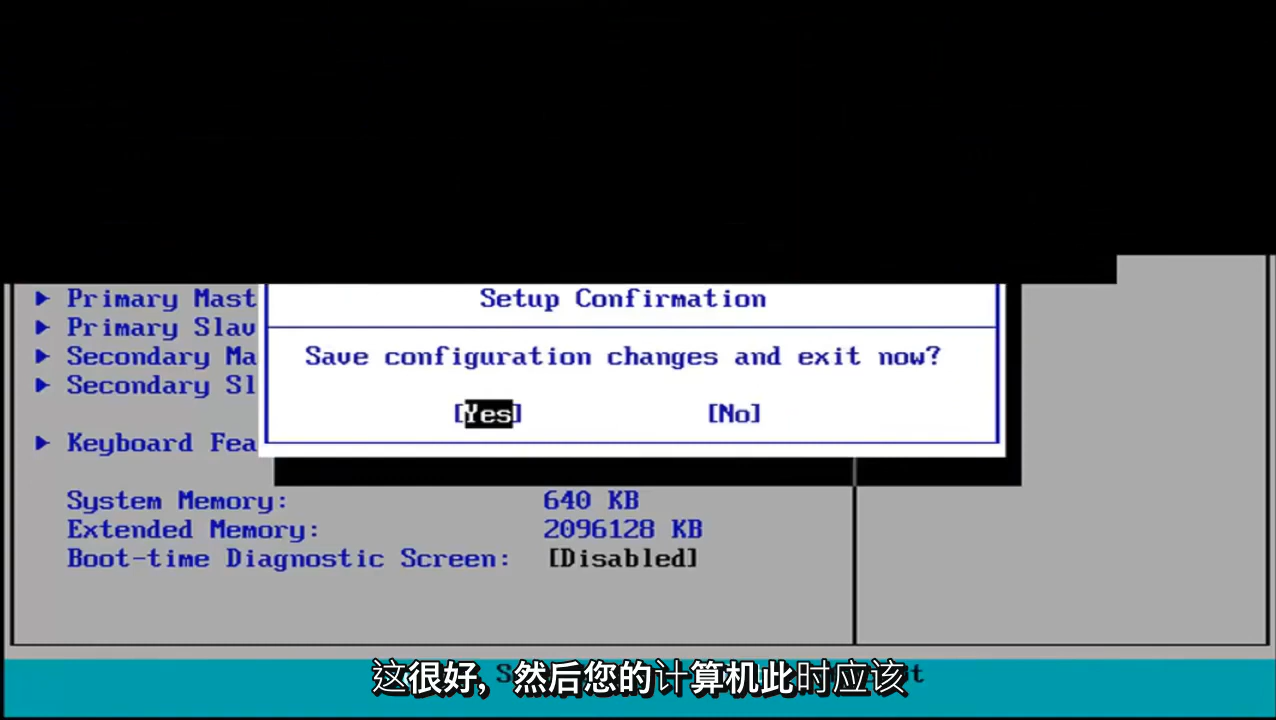 Setup Confirmation
Save configuration changes and exit now?
[Yes] [No]
▶ Primary Mast
▶ Primary Slav
▶ Secondary Ma
▶ Secondary Sl
▶ Keyboard Fea
System Memory: 640 KB
Extended Memory: 2096128 KB
Boot-time Diagnostic Screen: [Disabled]
这很好，然后您的计算机此时应该